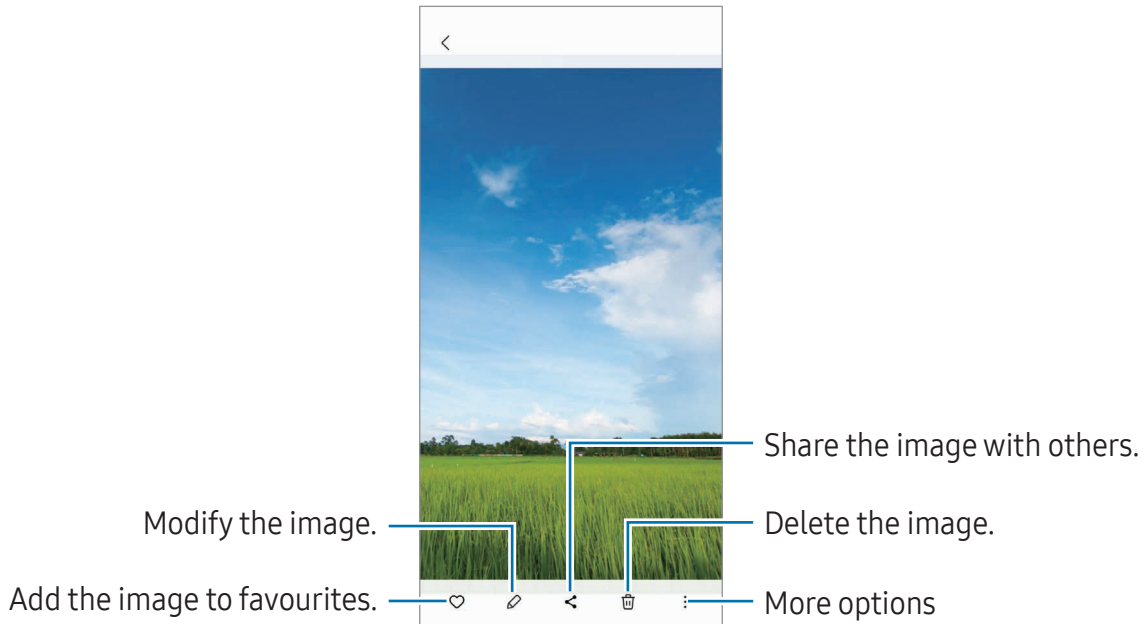 Share the image with others.
Modify the image.
Delete the image.
Add the image to favourites.
More options